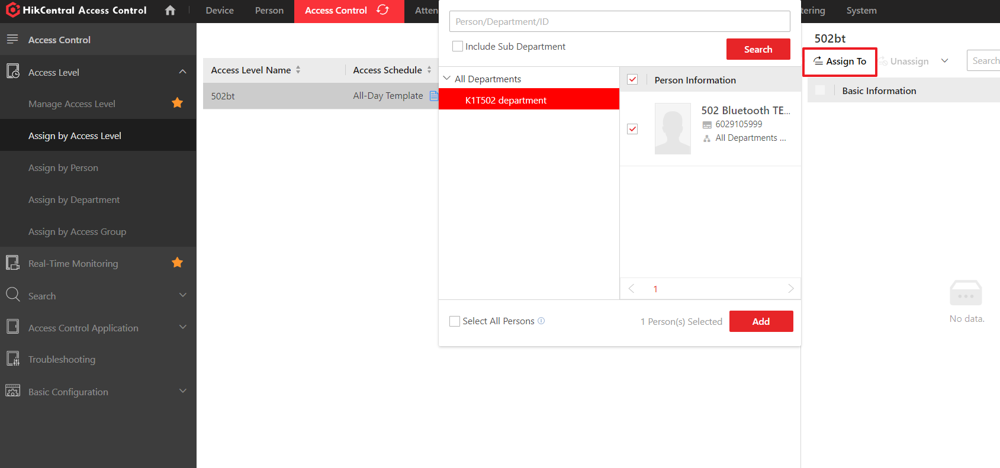 HikCentral Access Control
Device
Person
Access Control
Atten
tering
System
Access Control
Access Level
Manage Access Level
Assign by Access Level
Assign by Person
Assign by Department
Assign by Access Group
Real-Time Monitoring
Search
Access Control Application
Troubleshooting
Basic Configuration
Access Level Name
Access Schedule
502bt
All-Day Template
Person/Department/ID
Include Sub Department
Search
All Departments
K1T502 department
Person Information
502 Bluetooth TE...
6029105999
All Departments ...
1
Select All Persons
1 Person(s) Selected
Add
502bt
Assign To
Unassign
Search
Basic Information
No data.